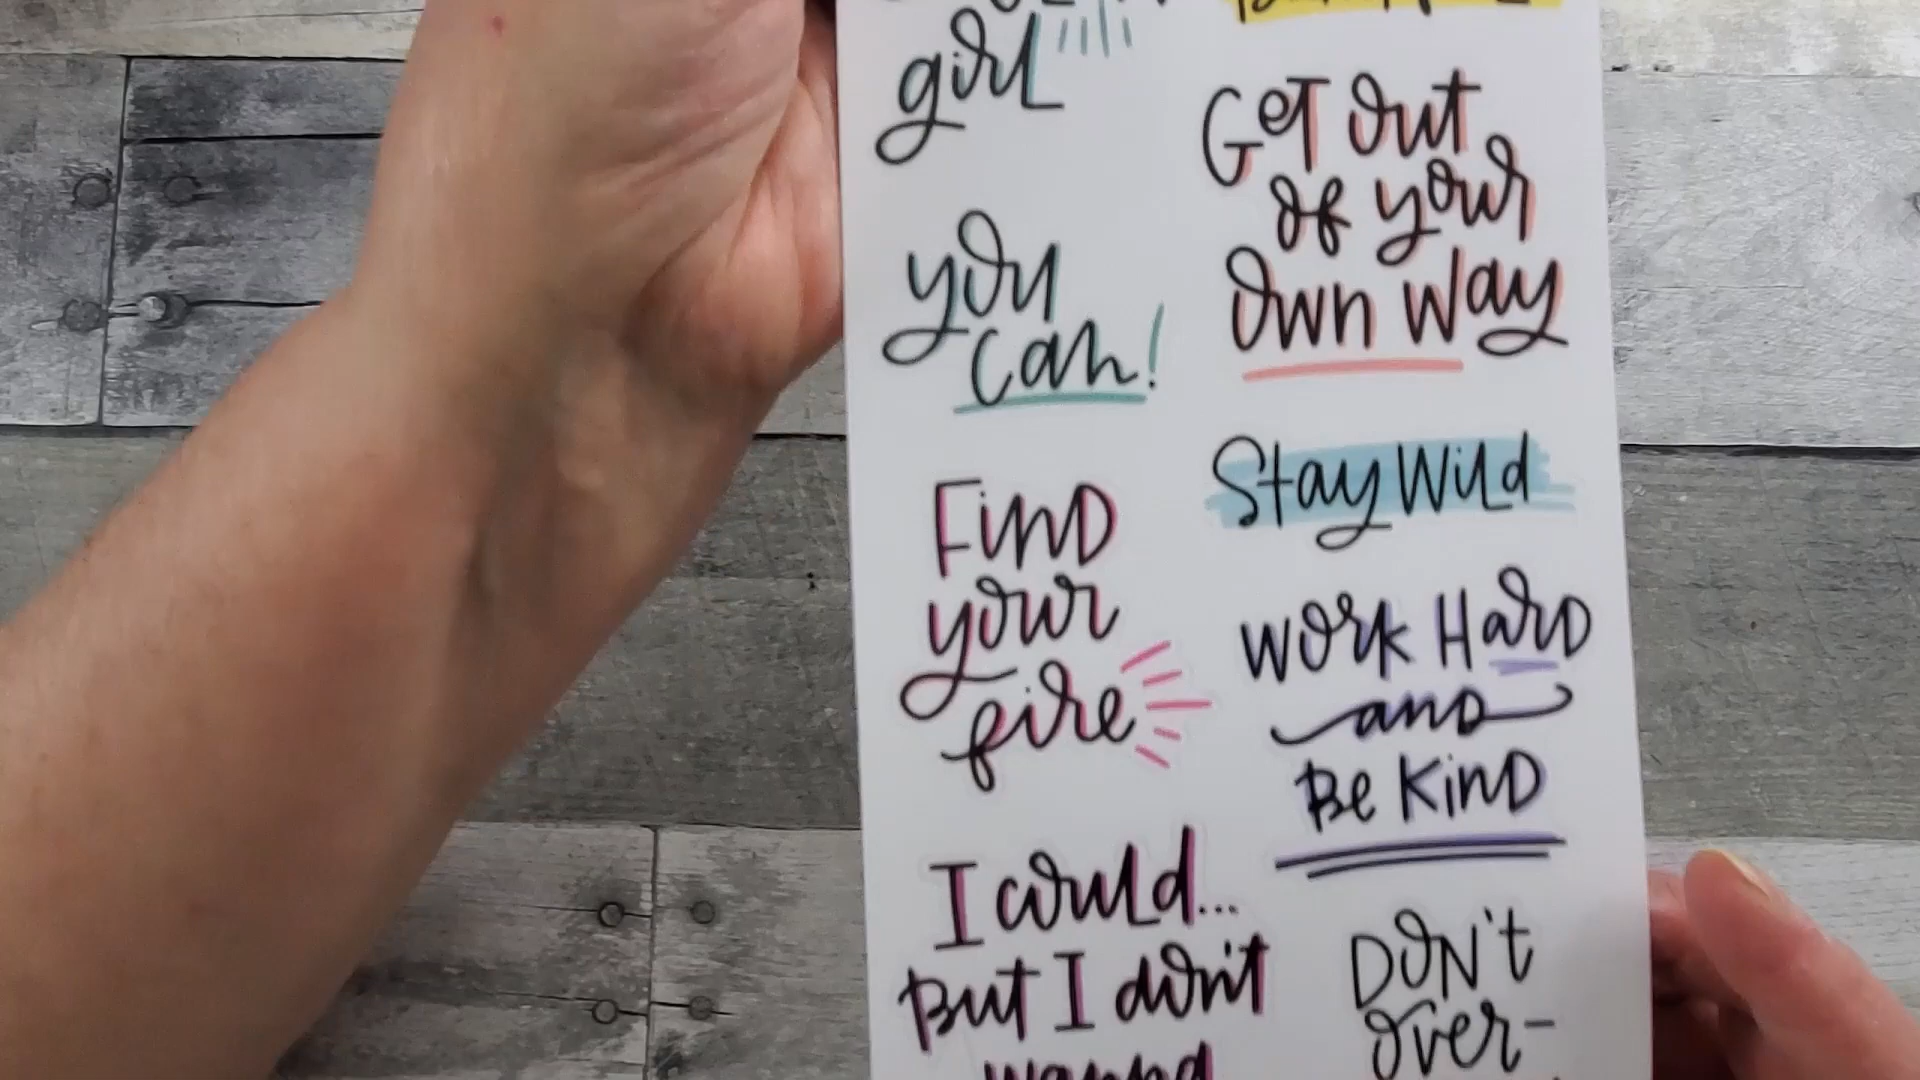 girl
you
can!
Find
your
fire
I could...
But I don't
wanna
Get out
of your
own way
Stay Wild
Work Hard
and
Be Kind
Don't
over-